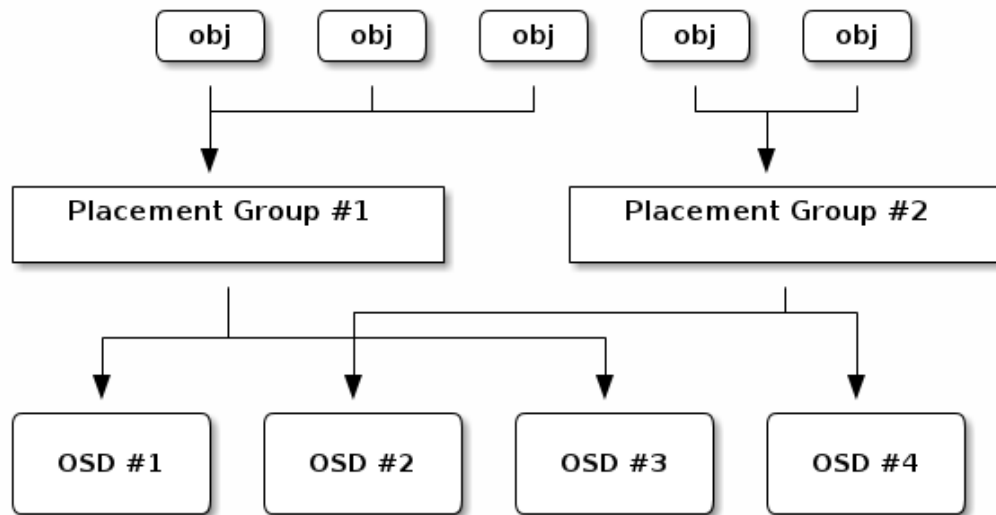 obj
obj
obj
obj
obj
Placement Group #1
Placement Group #2
OSD #1
OSD #2
OSD #3
OSD #4